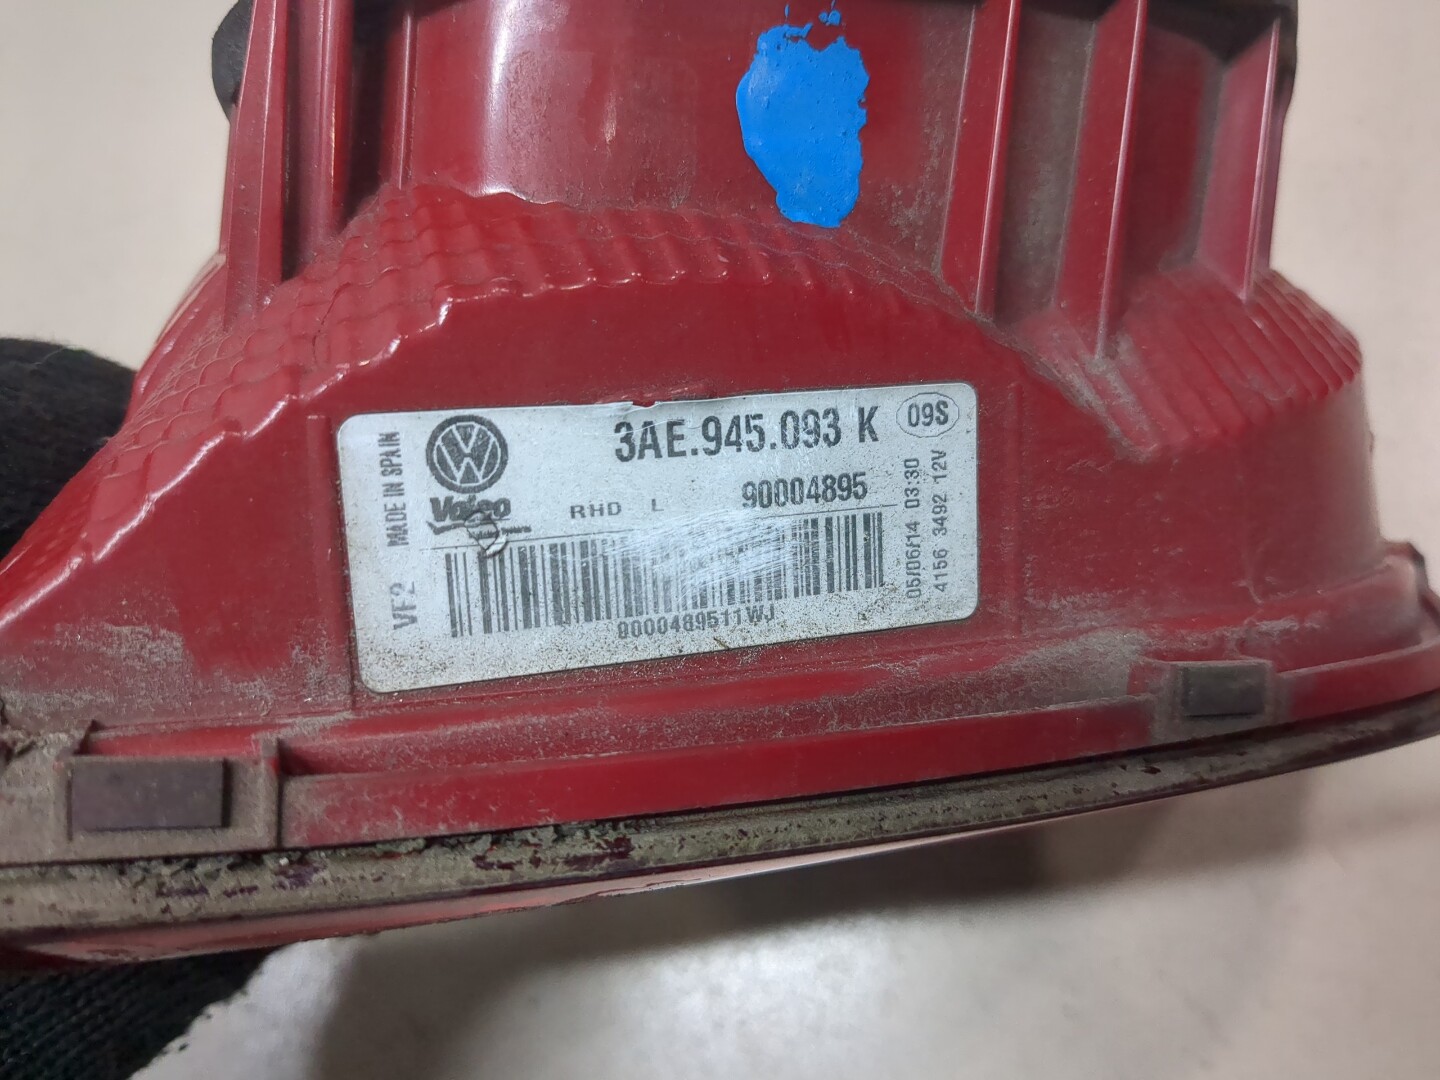 3AE.945.093 K
09S
MADE IN SPAIN
Valeo
RHD L
90004895
VF2
9000489511WJ
05/06/14 03:30
4156 3492 12V